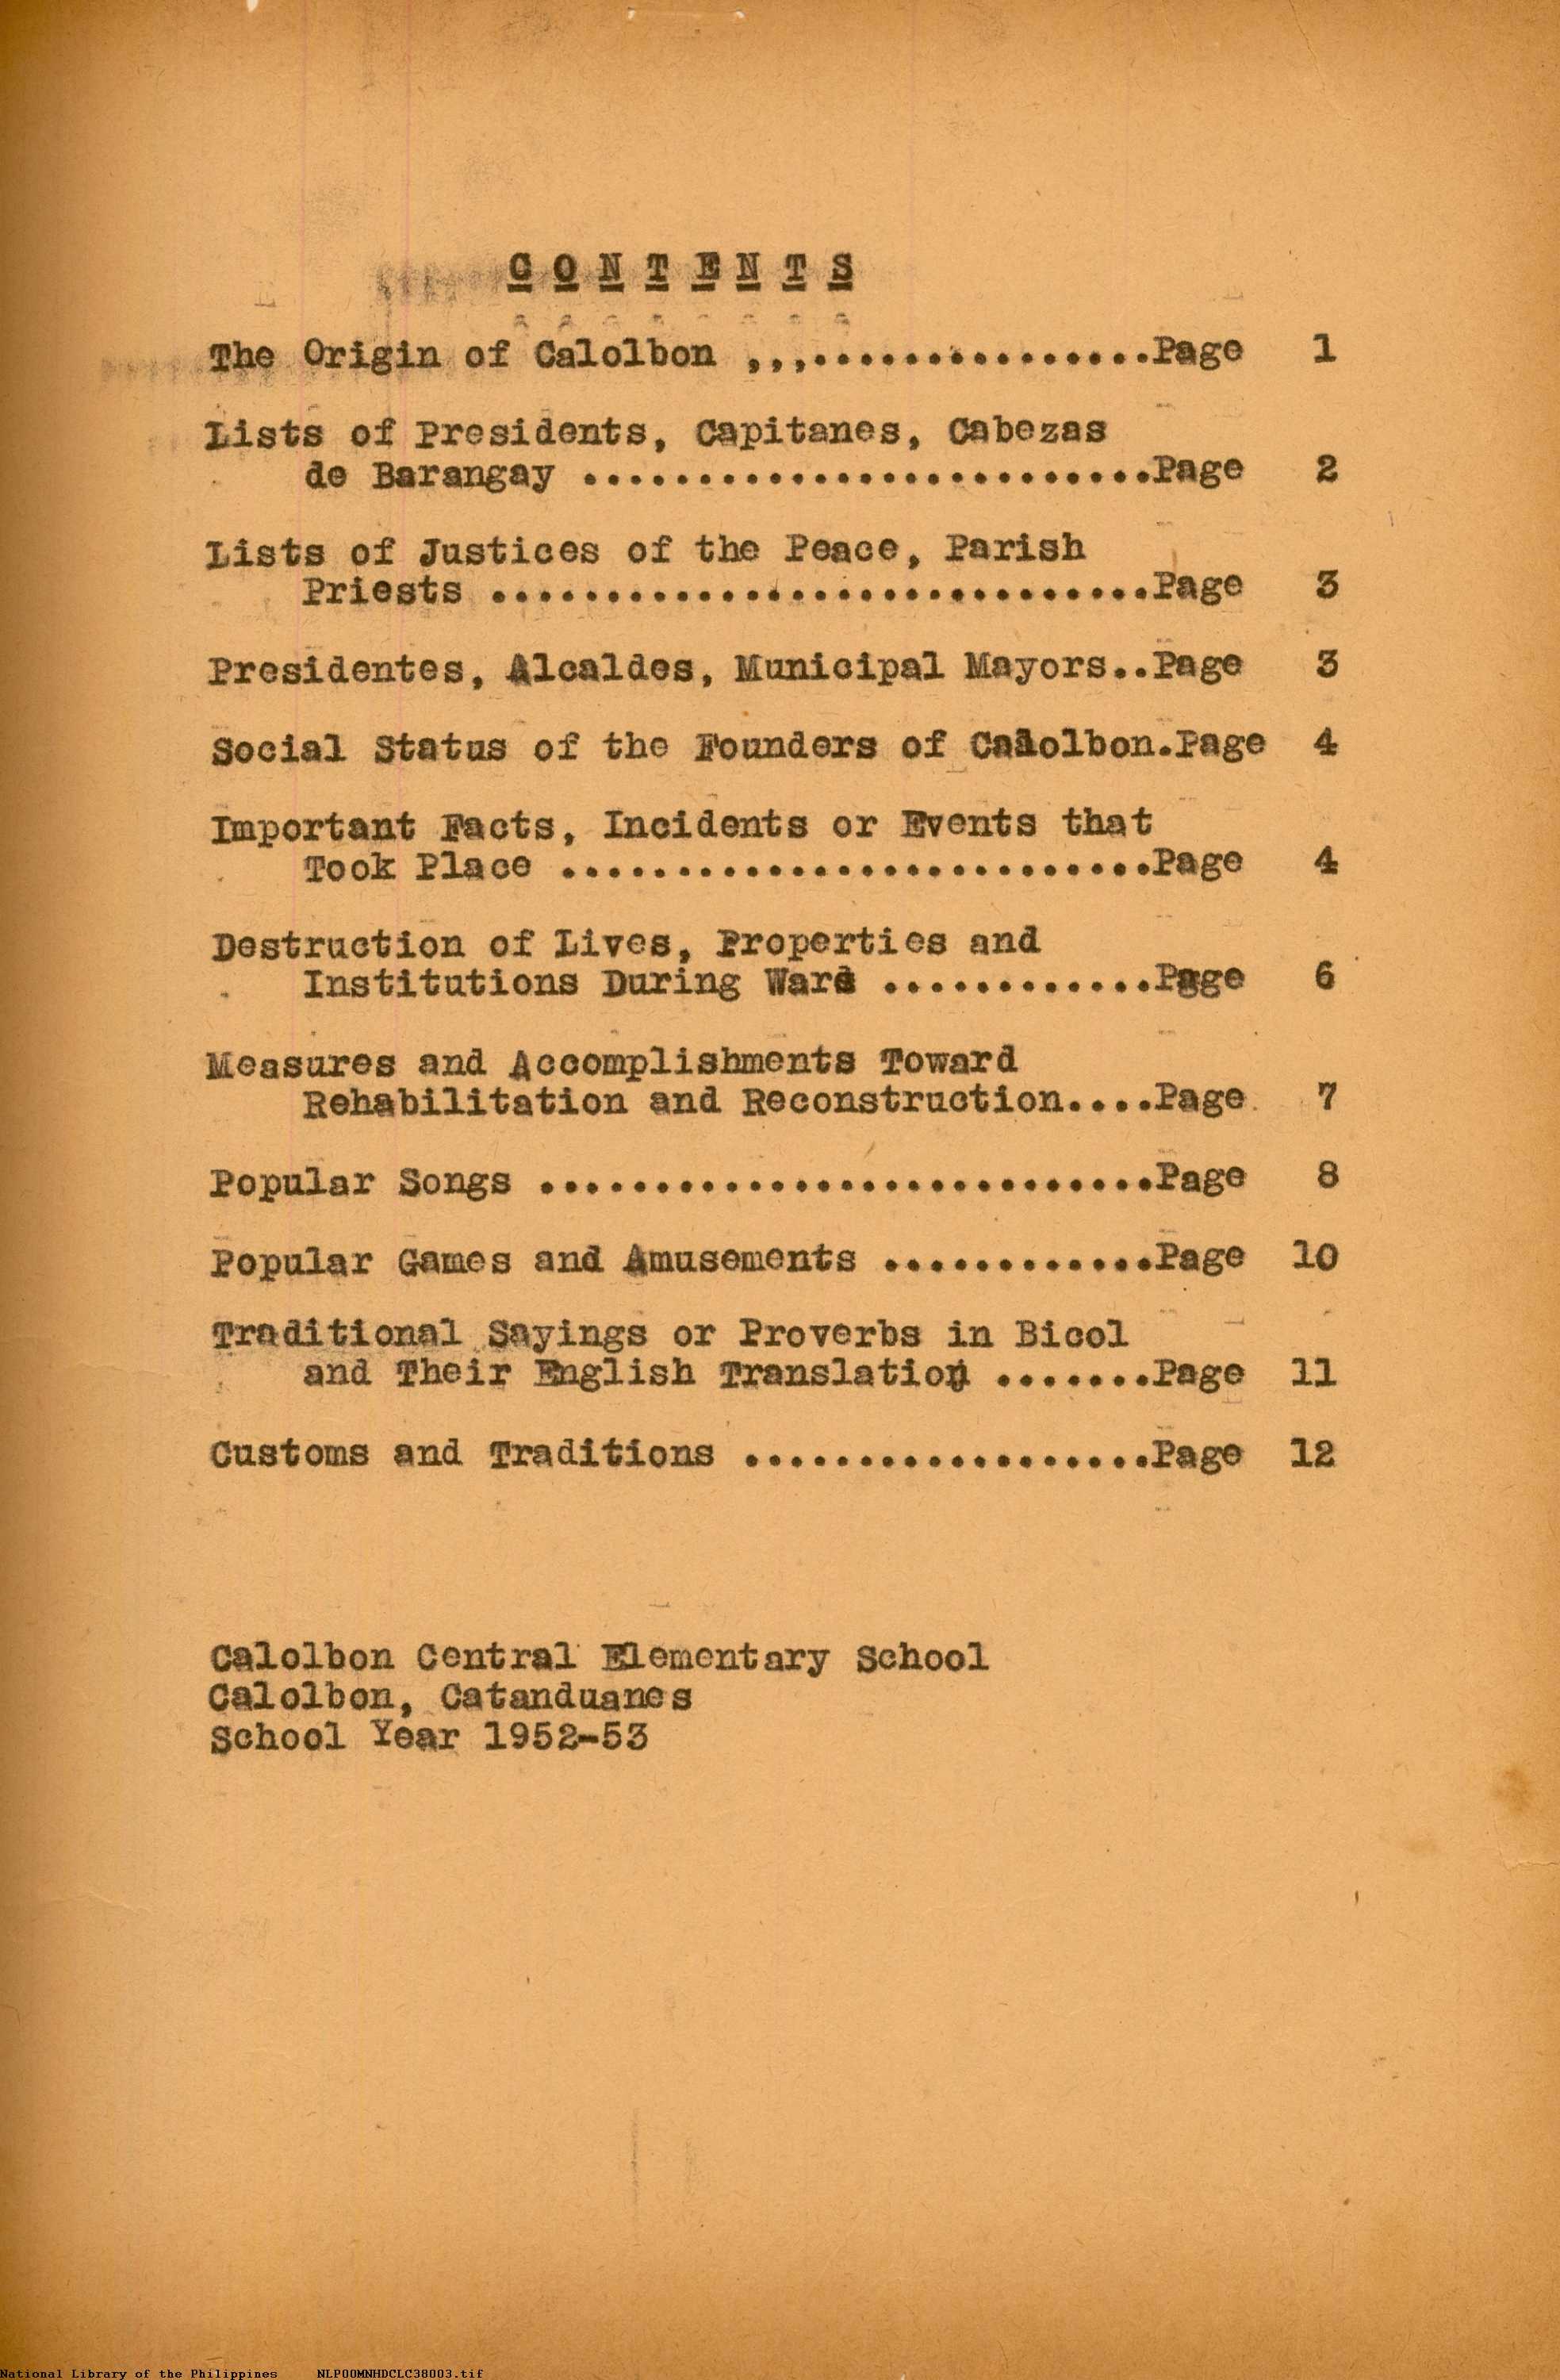 CONTENTS
The Origin of Calolbon ,,,...............Page 1
Lists of Presidents, Capitanes, Cabezas
de Barangay .........................Page 2
Lists of Justices of the Peace, Parish
Priests .............................Page 3
Presidentes, Alcaldes, Municipal Mayors..Page 3
Social Status of the Founders of Calolbon.Page 4
Important Facts, Incidents or Events that
Took Place ..........................Page 4
Destruction of Lives, Properties and
Institutions During Wars ............Page 6
Measures and Accomplishments Toward
Rehabilitation and Reconstruction....Page 7
Popular Songs ...........................Page 8
Popular Games and Amusements ............Page 10
Traditional Sayings or Proverbs in Bicol
and Their English Translation .......Page 11
Customs and Traditions ..................Page 12
Calolbon Central Elementary School
Calolbon, Catanduanes
School Year 1952-53
National Library of the Philippines NLPOOMNHDCLC38003.tif